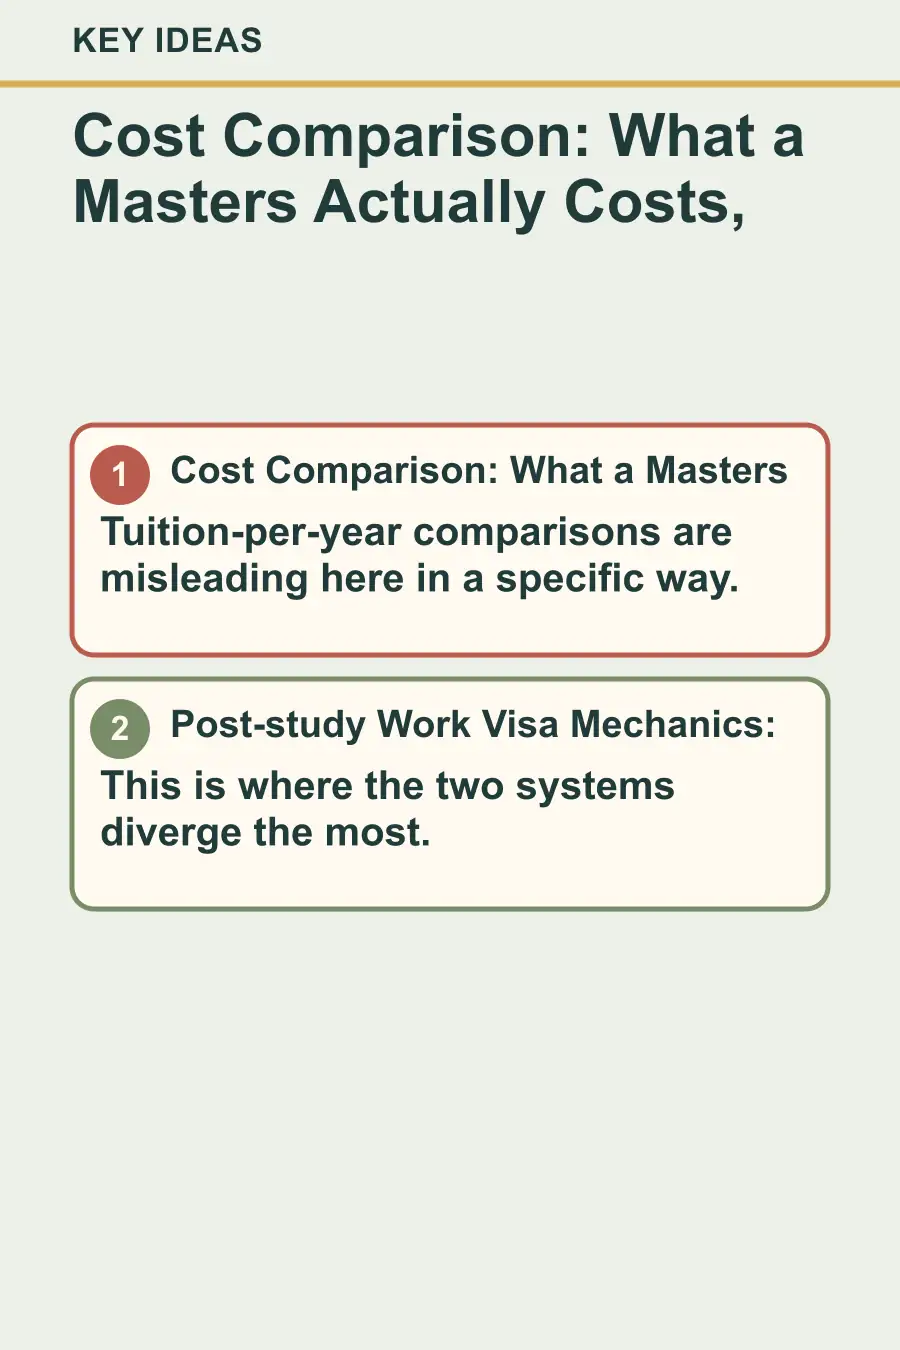 KEY IDEAS
Cost Comparison: What a
Masters Actually Costs,
1 Cost Comparison: What a Masters
Tuition-per-year comparisons are
misleading here in a specific way.
2 Post-study Work Visa Mechanics:
This is where the two systems
diverge the most.